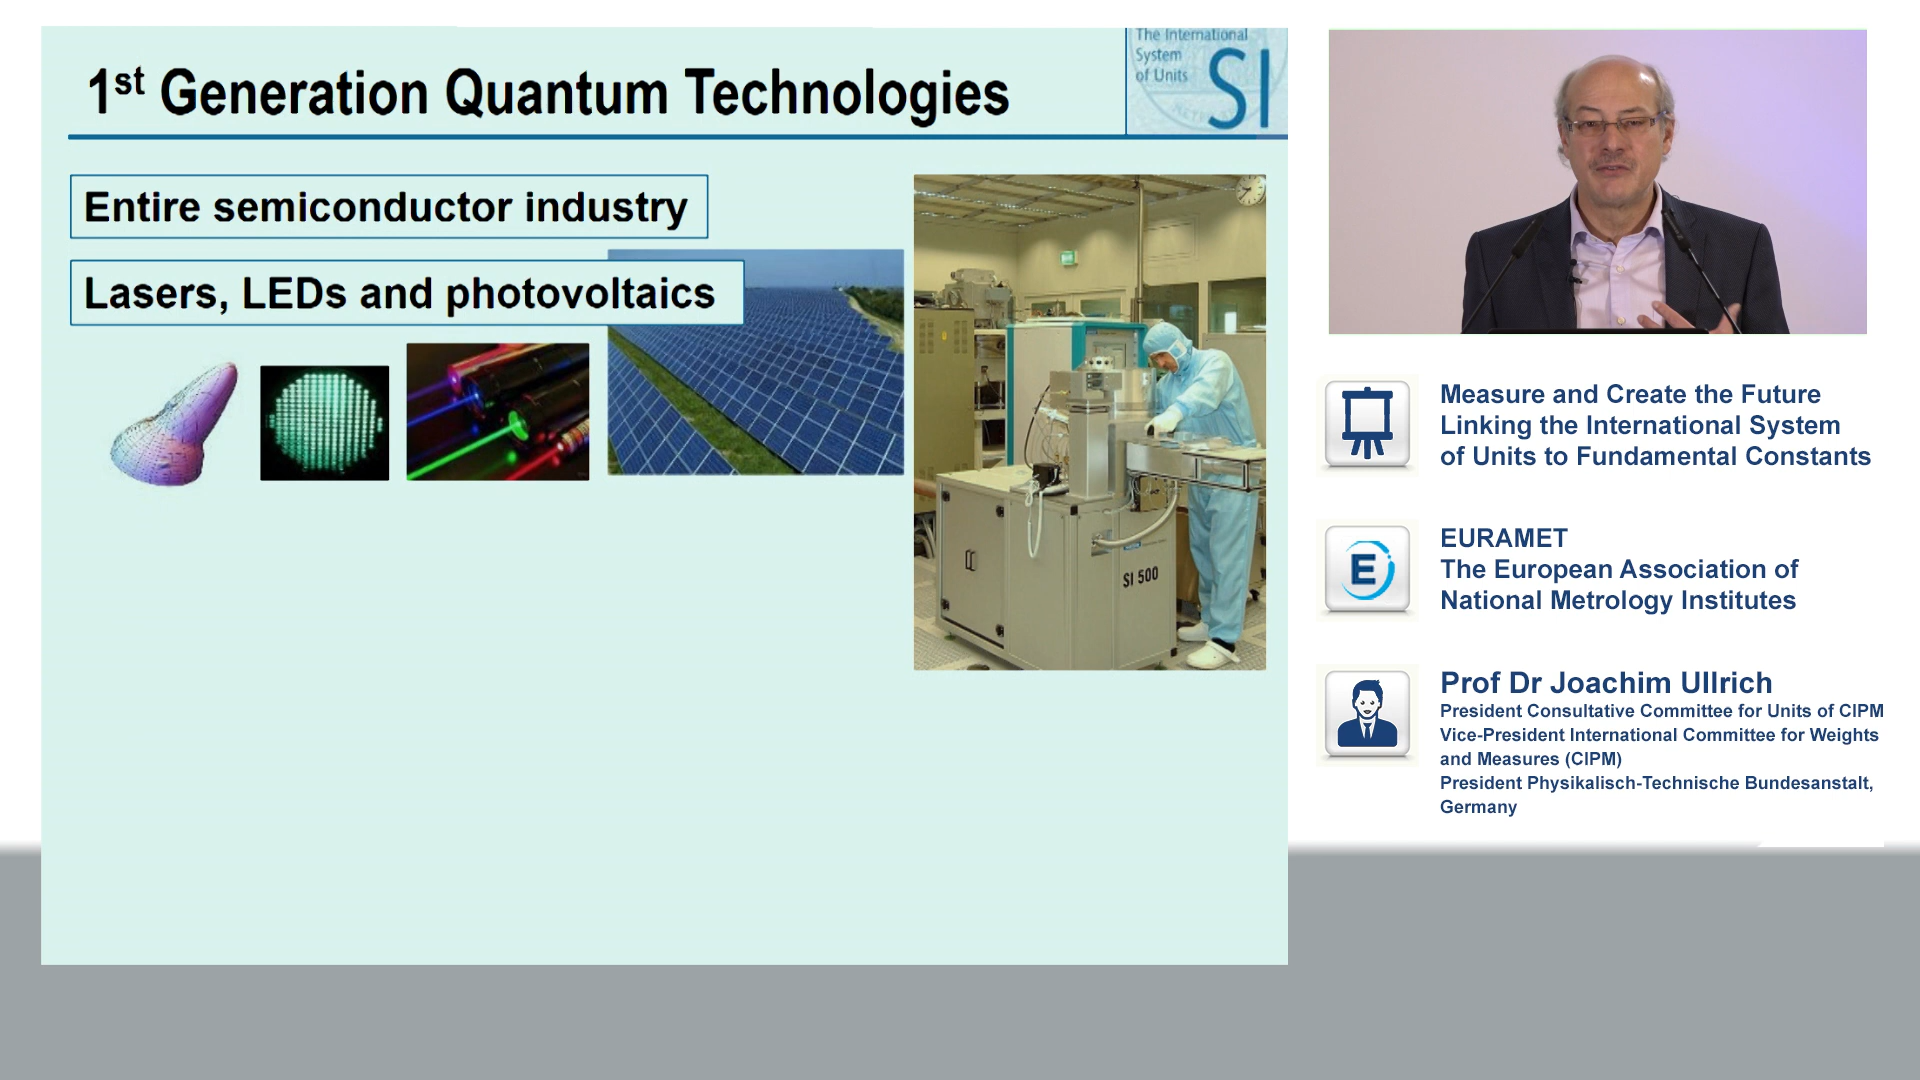 1st Generation Quantum Technologies
The International
System
of Units
SI
Entire semiconductor industry
Lasers, LEDs and photovoltaics
SI 500
Measure and Create the Future
Linking the International System
of Units to Fundamental Constants
E
EURAMET
The European Association of
National Metrology Institutes
Prof Dr Joachim Ullrich
President Consultative Committee for Units of CIPM
Vice-President International Committee for Weights
and Measures (CIPM)
President Physikalisch-Technische Bundesanstalt,
Germany